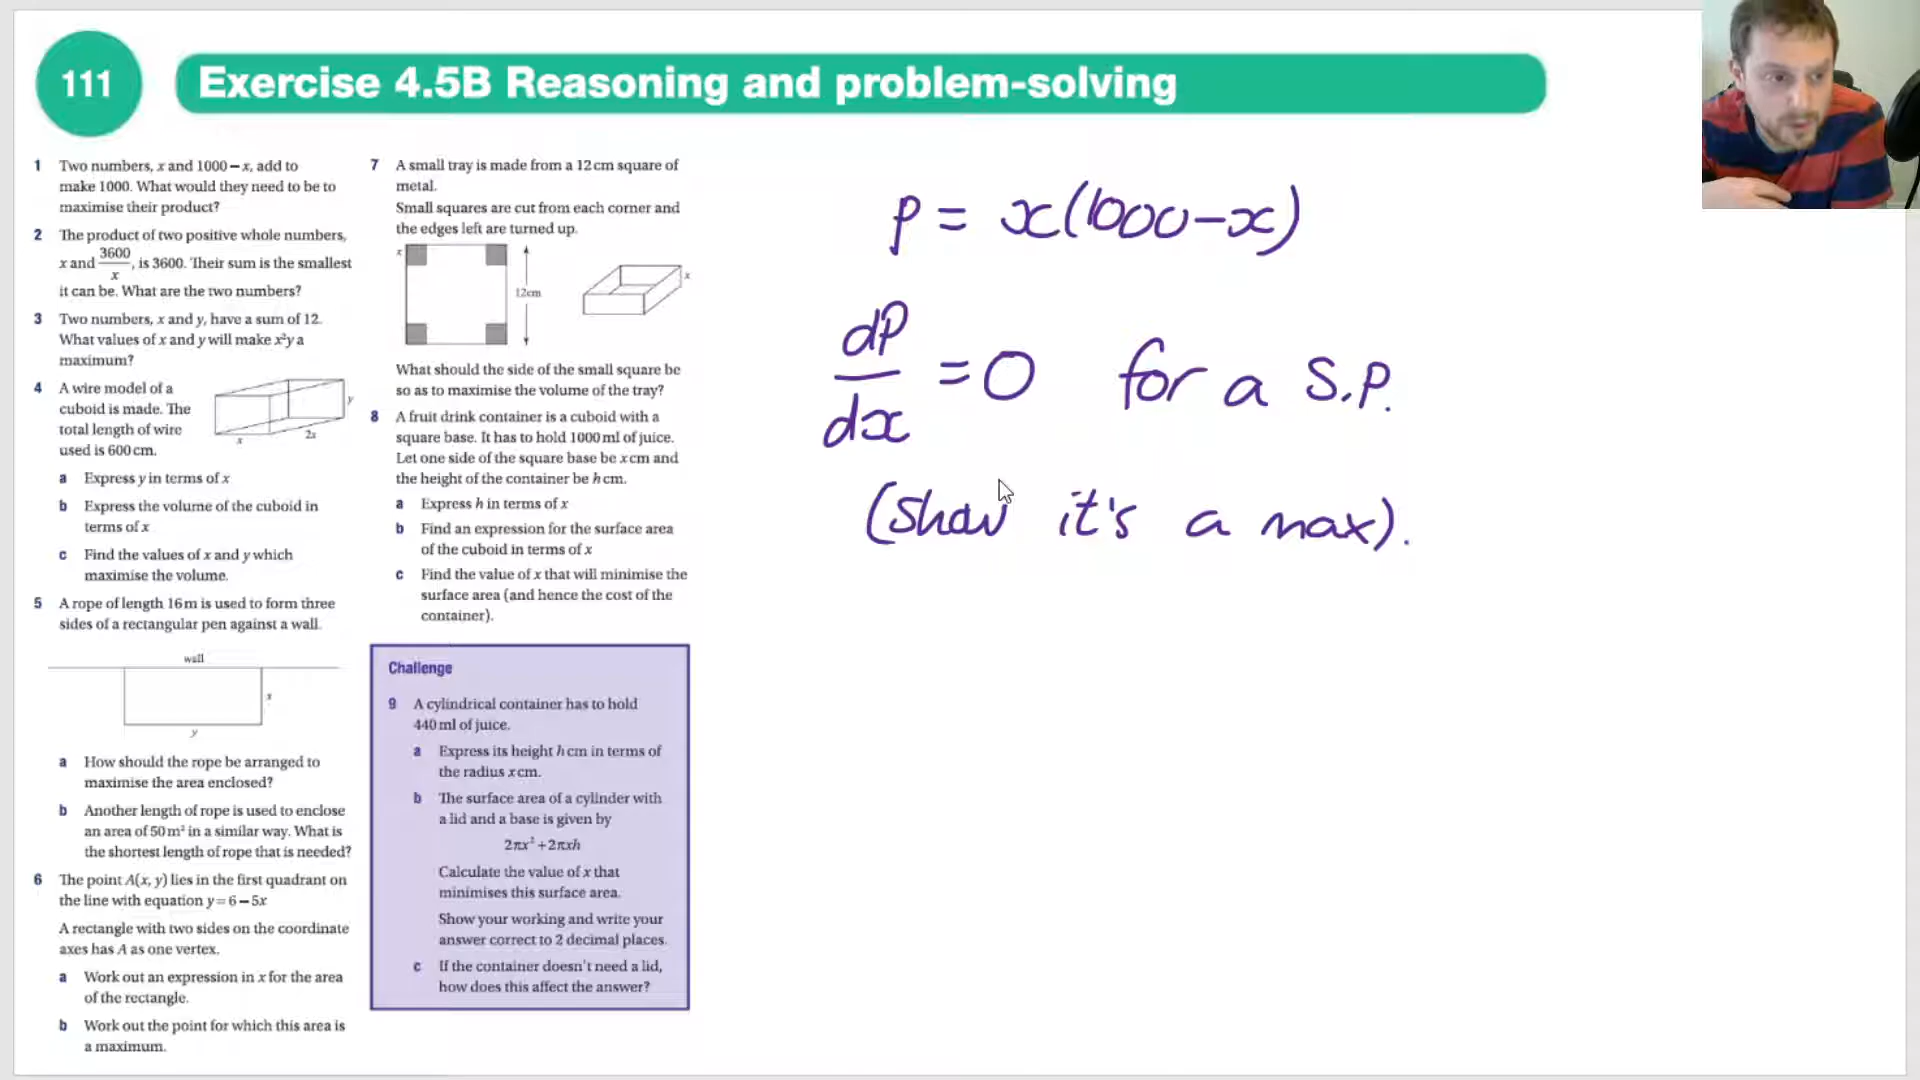 111
Exercise 4.5B Reasoning and problem-solving
1 Two numbers, x and 1000 − x, add to
make 1000. What would they need to be to
maximise their product?
2 The product of two positive whole numbers,
x and 3600/x, is 3600. Their sum is the smallest
it can be. What are the two numbers?
3 Two numbers, x and y, have a sum of 12.
What values of x and y will make x²y a
maximum?
4 A wire model of a
cuboid is made. The
total length of wire
used is 600 cm.
y
x
2x
a Express y in terms of x
b Express the volume of the cuboid in
terms of x
c Find the values of x and y which
maximise the volume.
5 A rope of length 16 m is used to form three
sides of a rectangular pen against a wall.
wall
x
y
a How should the rope be arranged to
maximise the area enclosed?
b Another length of rope is used to enclose
an area of 50 m² in a similar way. What is
the shortest length of rope that is needed?
6 The point A(x, y) lies in the first quadrant on
the line with equation y = 6 − 5x
A rectangle with two sides on the coordinate
axes has A as one vertex.
a Work out an expression in x for the area
of the rectangle.
b Work out the point for which this area is
a maximum.
7 A small tray is made from a 12 cm square of
metal.
Small squares are cut from each corner and
the edges left are turned up.
x
12cm
x
What should the side of the small square be
so as to maximise the volume of the tray?
8 A fruit drink container is a cuboid with a
square base. It has to hold 1000 ml of juice.
Let one side of the square base be x cm and
the height of the container be h cm.
a Express h in terms of x
b Find an expression for the surface area
of the cuboid in terms of x
c Find the value of x that will minimise the
surface area (and hence the cost of the
container).
Challenge
9 A cylindrical container has to hold
440 ml of juice.
a Express its height h cm in terms of
the radius x cm.
b The surface area of a cylinder with
a lid and a base is given by
2πx² + 2πxh
Calculate the value of x that
minimises this surface area.
Show your working and write your
answer correct to 2 decimal places.
c If the container doesn't need a lid,
how does this affect the answer?
P = x(1000 − x)
dP/dx = 0 for a S.P.
(Show it's a max).